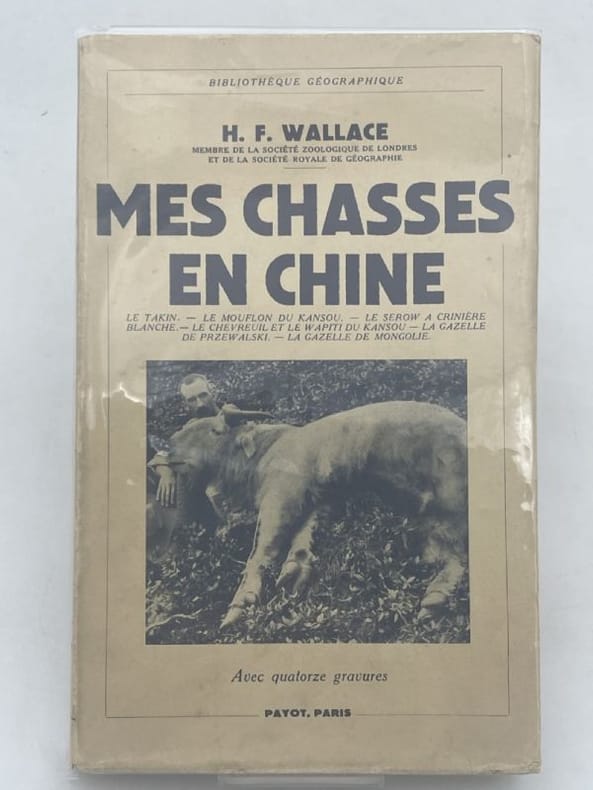 BIBLIOTHÈQUE GÉOGRAPHIQUE
H. F. WALLACE
MEMBRE DE LA SOCIÉTÉ ZOOLOGIQUE DE LONDRES
ET DE LA SOCIÉTÉ ROYALE DE GÉOGRAPHIE
MES CHASSES
EN CHINE
LE TAKIN. — LE MOUFLON DU KANSOU. — LE SEROW A CRINIÈRE
BLANCHE. — LE CHEVREUIL ET LE WAPITI DU KANSOU — LA GAZELLE
DE PRZEWALSKI. — LA GAZELLE DE MONGOLIE.
Avec quatorze gravures
PAYOT, PARIS